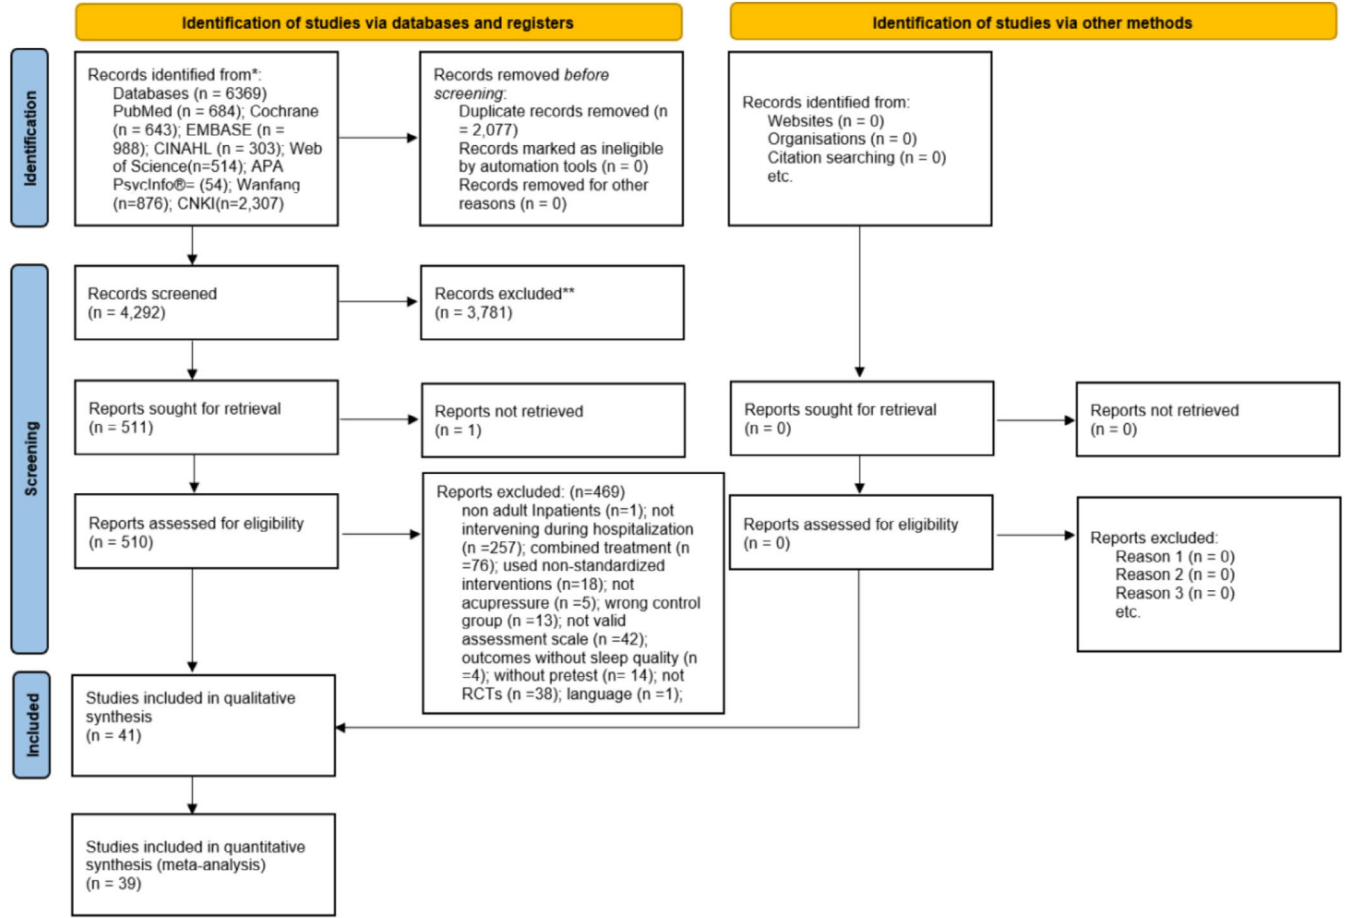 Identification of studies via databases and registers
Identification of studies via other methods
Identification
Records identified from*:
Databases (n = 6369)
PubMed (n = 684); Cochrane
(n = 643); EMBASE (n =
988); CINAHL (n = 303); Web
of Science(n=514); APA
PsycInfo®= (54); Wanfang
(n=876); CNKI(n=2,307)
Records removed before
screening:
Duplicate records removed (n
= 2,077)
Records marked as ineligible
by automation tools (n = 0)
Records removed for other
reasons (n = 0)
Records identified from:
Websites (n = 0)
Organisations (n = 0)
Citation searching (n = 0)
etc.
Screening
Records screened
(n = 4,292)
Records excluded**
(n = 3,781)
Reports sought for retrieval
(n = 511)
Reports not retrieved
(n = 1)
Reports sought for retrieval
(n = 0)
Reports not retrieved
(n = 0)
Reports assessed for eligibility
(n = 510)
Reports excluded: (n=469)
non adult Inpatients (n=1); not
intervening during hospitalization
(n =257); combined treatment (n
=76); used non-standardized
interventions (n=18); not
acupressure (n =5); wrong control
group (n =13); not valid
assessment scale (n =42);
outcomes without sleep quality (n
=4); without pretest (n= 14); not
RCTs (n =38); language (n =1);
Reports assessed for eligibility
(n = 0)
Reports excluded:
Reason 1 (n = 0)
Reason 2 (n = 0)
Reason 3 (n = 0)
etc.
Included
Studies included in qualitative
synthesis
(n = 41)
Studies included in quantitative
synthesis (meta-analysis)
(n = 39)